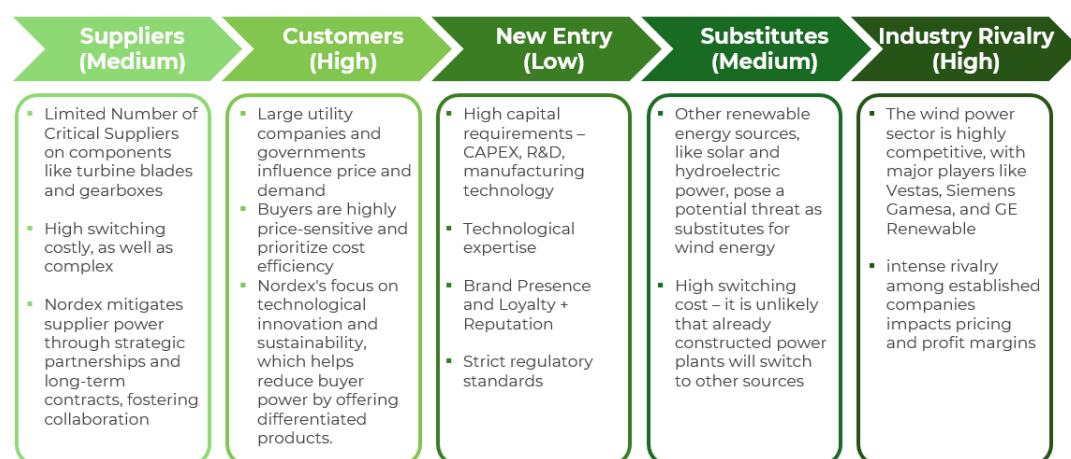 Suppliers
(Medium)
Customers
(High)
New Entry
(Low)
Substitutes
(Medium)
Industry Rivalry
(High)
▪ Limited Number of
Critical Suppliers
on components
like turbine blades
and gearboxes
▪ High switching
costly, as well as
complex
▪ Nordex mitigates
supplier power
through strategic
partnerships and
long-term
contracts, fostering
collaboration
▪ Large utility
companies and
governments
influence price and
demand
▪ Buyers are highly
price-sensitive and
prioritize cost
efficiency
▪ Nordex's focus on
technological
innovation and
sustainability,
which helps
reduce buyer
power by offering
differentiated
products.
▪ High capital
requirements –
CAPEX, R&D,
manufacturing
technology
▪ Technological
expertise
▪ Brand Presence
and Loyalty +
Reputation
▪ Strict regulatory
standards
▪ Other renewable
energy sources,
like solar and
hydroelectric
power, pose a
potential threat as
substitutes for
wind energy
▪ High switching
cost – it is unlikely
that already
constructed power
plants will switch
to other sources
▪ The wind power
sector is highly
competitive, with
major players like
Vestas, Siemens
Gamesa, and GE
Renewable
▪ intense rivalry
among established
companies
impacts pricing
and profit margins